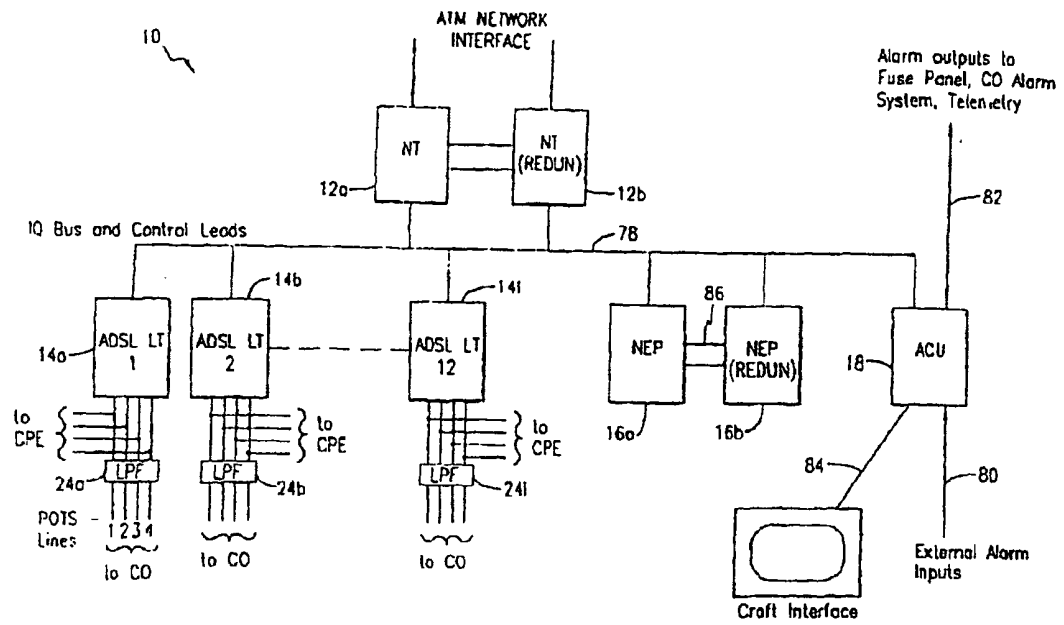 10
ATM NETWORK
INTERFACE
Alarm outputs to
Fuse Panel, CO Alarm
System, Telemetry
NT
NT
(REDUN)
12a
12b
82
IQ Bus and Control Leads
78
14a
ADSL LT
1
14b
ADSL LT
2
14i
ADSL LT
12
86
NEP
NEP
(REDUN)
16a
16b
18
ACU
to
CPE
to
CPE
to
CPE
24a
LPF
LPF
24b
LPF
24i
84
80
POTS
Lines
1 2 3 4
to CO
to CO
to CO
External Alarm
Inputs
Craft Interface